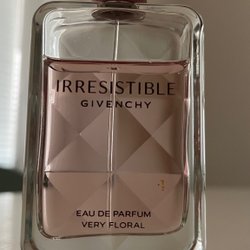 IRRESISTIBLE
GIVENCHY
EAU DE PARFUM
VERY FLORAL